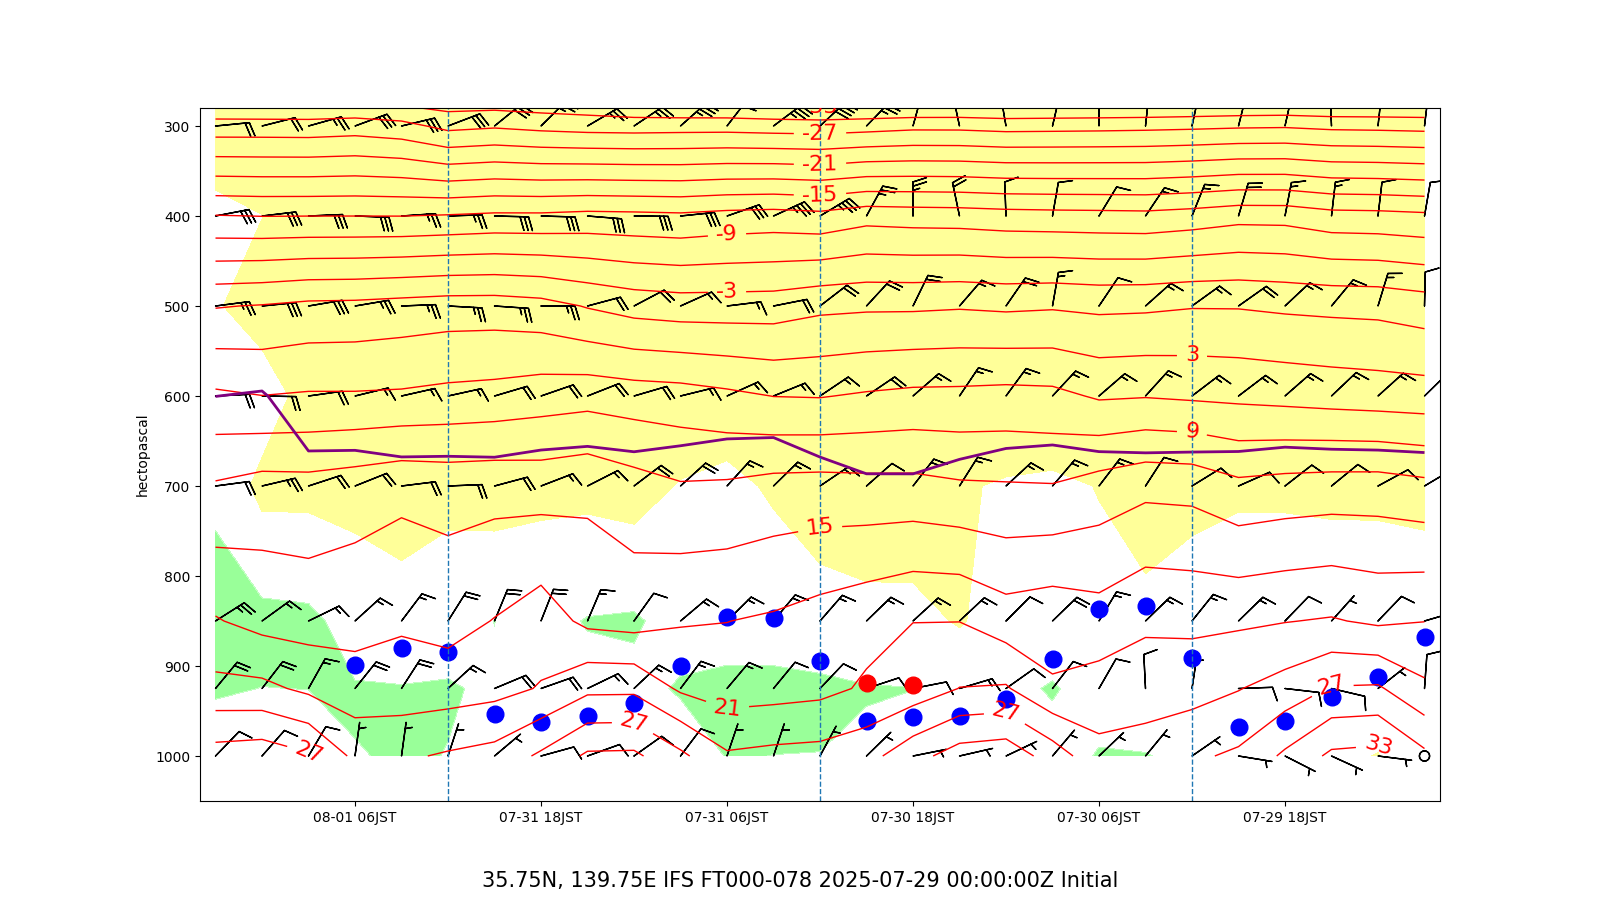 300
400
500
600
700
800
900
1000
hectopascal
-27
-21
-15
-9
-3
3
9
15
21
27
27
27
27
33
08-01 06JST
07-31 18JST
07-31 06JST
07-30 18JST
07-30 06JST
07-29 18JST
35.75N, 139.75E IFS FT000-078 2025-07-29 00:00:00Z Initial